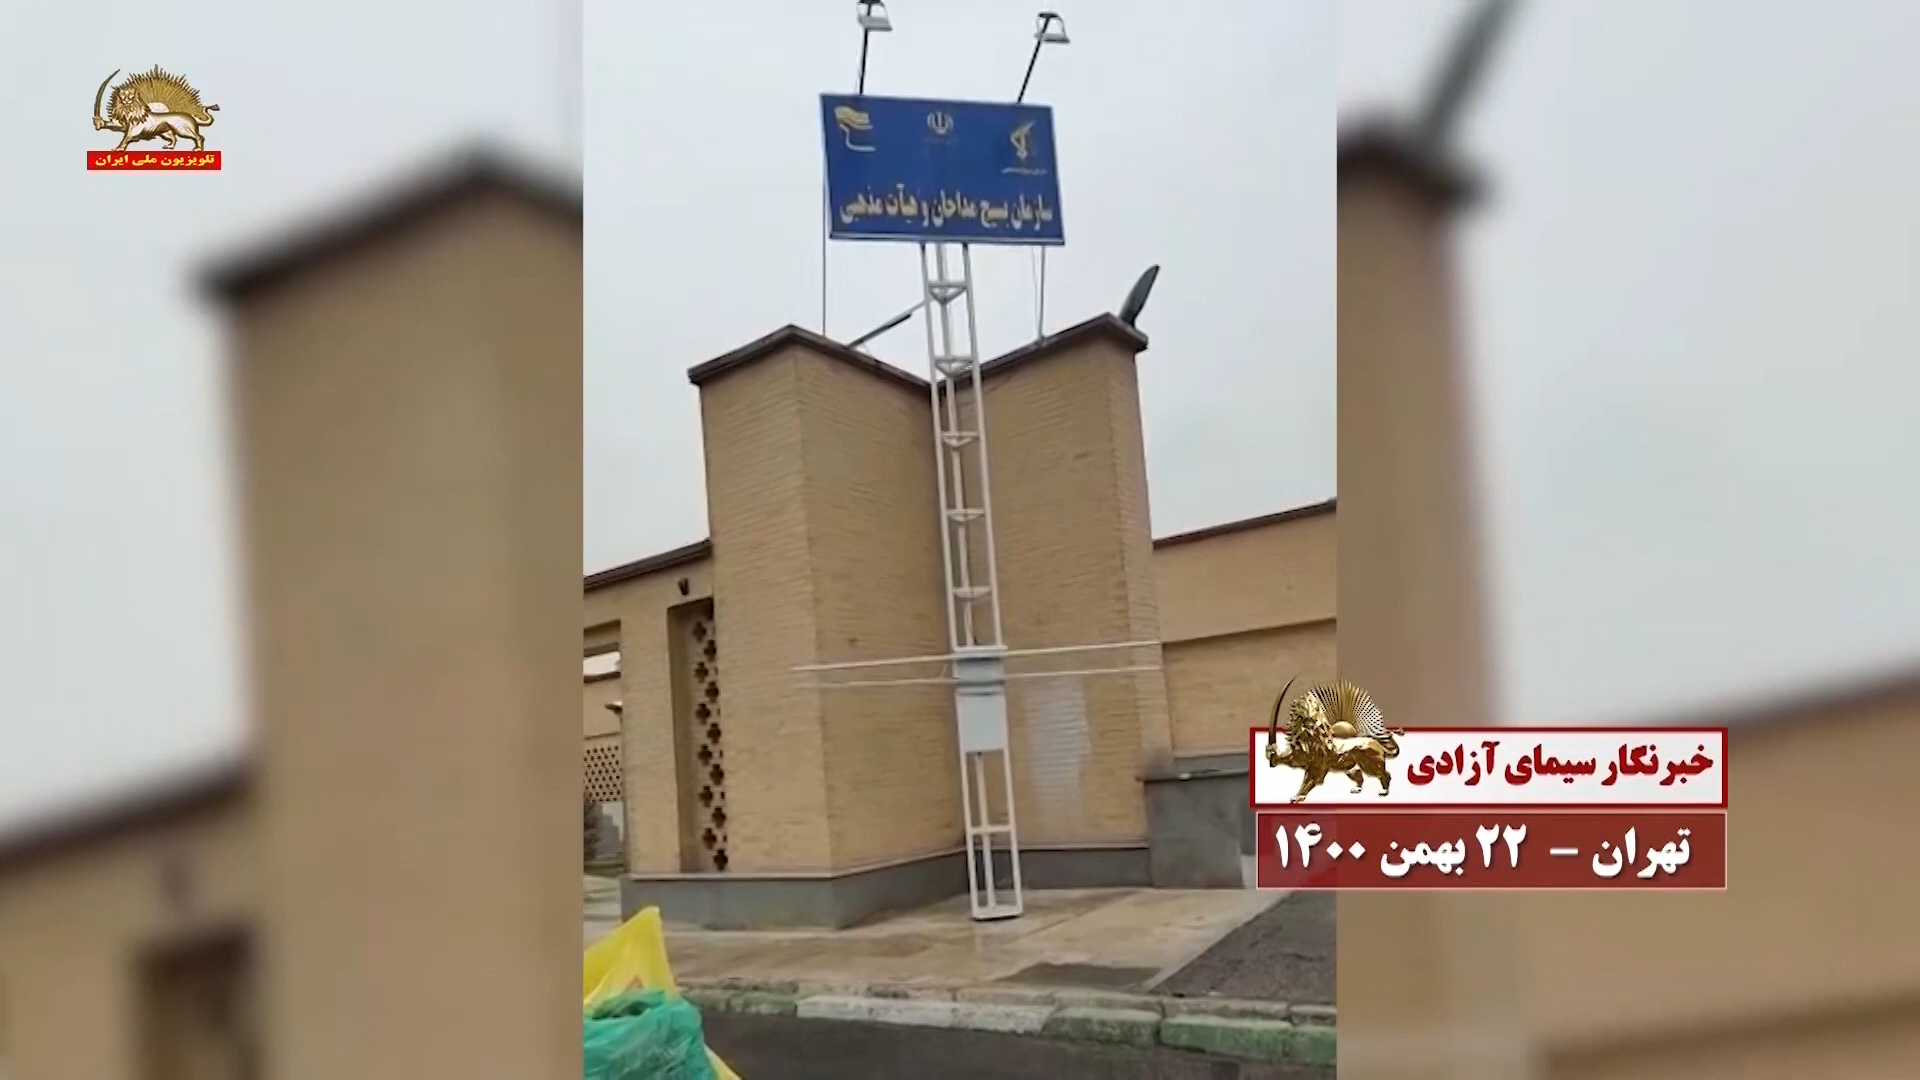 تلویزیون ملی ایران
سازمان بسیج مداحان و هیآت مذهبی
خبرنگار سیمای آزادی
تهران – ۲۲ بهمن ۱۴۰۰